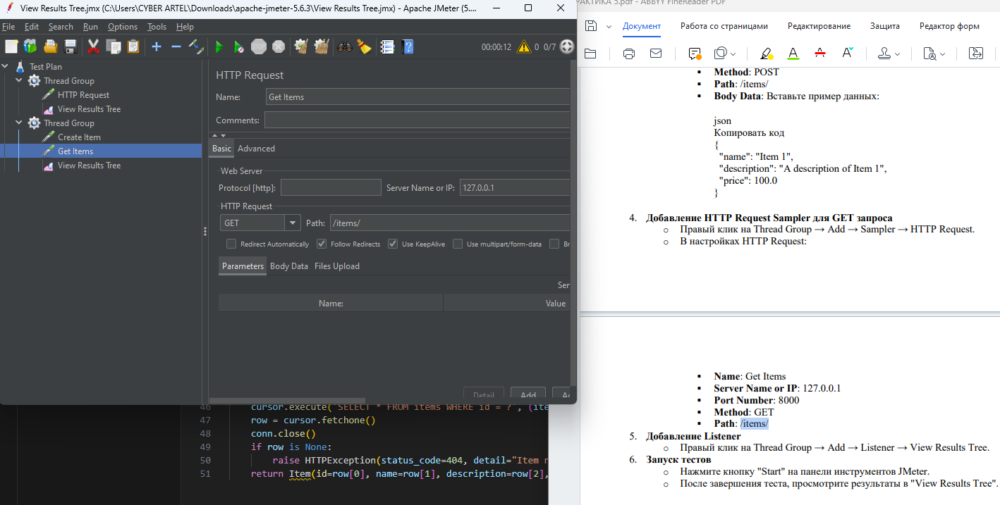 View Results Tree.jmx (C:\Users\CYBER ARTEL\Downloads\apache-jmeter-5.6.3\View Results Tree.jmx) - Apache JMeter (5....
File Edit Search Run Options Tools Help
00:00:12 0 0/7
Test Plan
Thread Group
HTTP Request
View Results Tree
Thread Group
Create Item
Get Items
View Results Tree
HTTP Request
Name: Get Items
Comments:
Basic Advanced
Web Server
Protocol [http]: Server Name or IP: 127.0.0.1
HTTP Request
GET Path: /items/
Redirect Automatically Follow Redirects Use KeepAlive Use multipart/form-data Br
Parameters Body Data Files Upload
Ser
Name: Value
Detail Add Ac
46 cursor.execute("SELECT * FROM items WHERE id = ?", (ite
47 row = cursor.fetchone()
48 conn.close()
49 if row is None:
50 raise HTTPException(status_code=404, detail="Item n
51 return Item(id=row[0], name=row[1], description=row[2],
РАКТИКА 5.pdf - ABBYY FineReader PDF
Документ Работа со страницами Редактирование Защита Редактор форм
▪ Method: POST
▪ Path: /items/
▪ Body Data: Вставьте пример данных:
json
Копировать код
{
"name": "Item 1",
"description": "A description of Item 1",
"price": 100.0
}
4. Добавление HTTP Request Sampler для GET запроса
o Правый клик на Thread Group → Add → Sampler → HTTP Request.
o В настройках HTTP Request:
▪ Name: Get Items
▪ Server Name or IP: 127.0.0.1
▪ Port Number: 8000
▪ Method: GET
▪ Path: /items/
5. Добавление Listener
o Правый клик на Thread Group → Add → Listener → View Results Tree.
6. Запуск тестов
o Нажмите кнопку "Start" на панели инструментов JMeter.
o После завершения теста, просмотрите результаты в "View Results Tree".